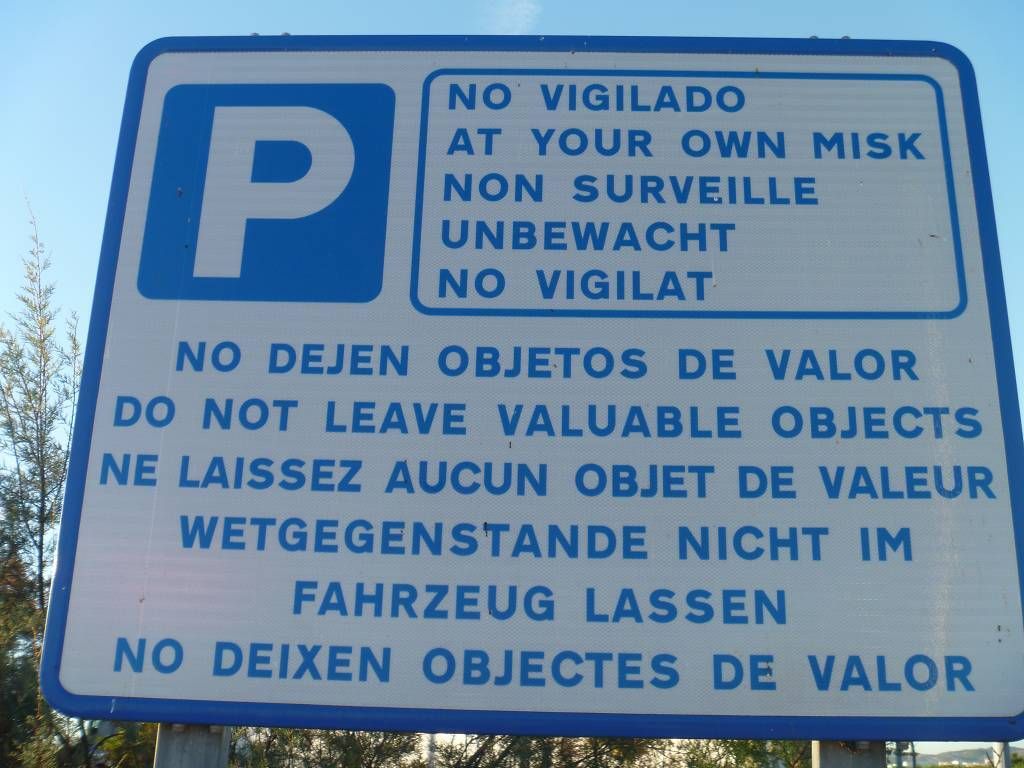 P
NO VIGILADO
AT YOUR OWN MISK
NON SURVEILLE
UNBEWACHT
NO VIGILAT
NO DEJEN OBJETOS DE VALOR
DO NOT LEAVE VALUABLE OBJECTS
NE LAISSEZ AUCUN OBJET DE VALEUR
WETGEGENSTANDE NICHT IM
FAHRZEUG LASSEN
NO DEIXEN OBJECTES DE VALOR